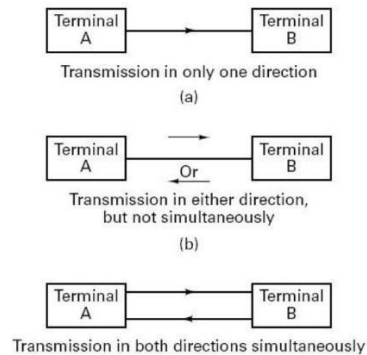 Terminal
A
Terminal
B
Transmission in only one direction
(a)
Terminal
A
Or
Terminal
B
Transmission in either direction,
but not simultaneously
(b)
Terminal
A
Terminal
B
Transmission in both directions simultaneously